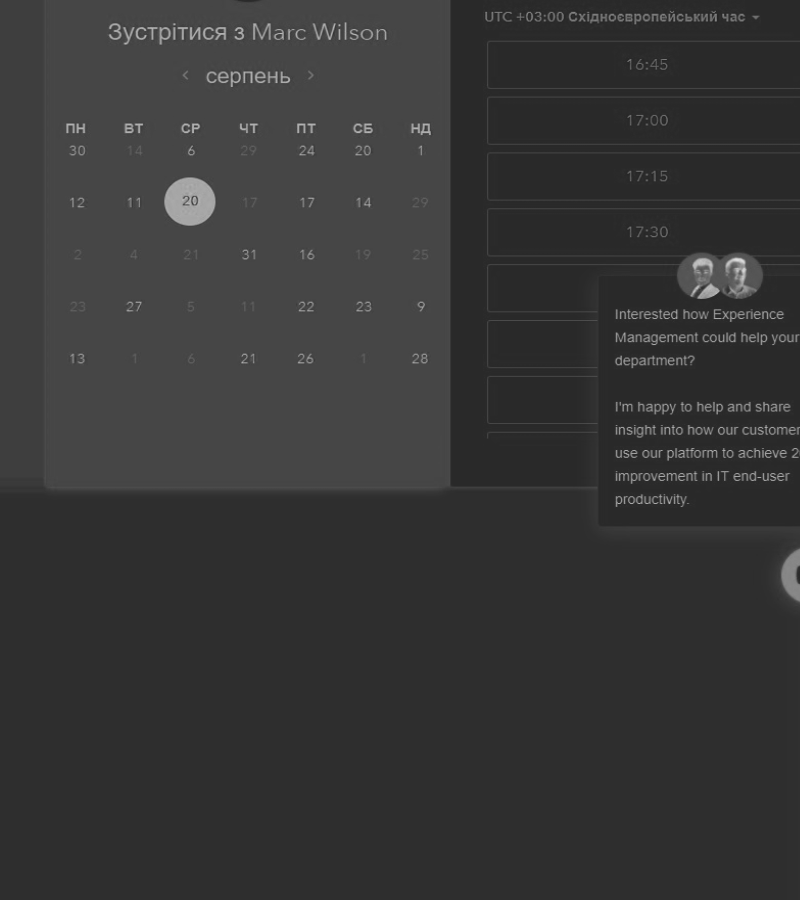 Зустрітися з Marc Wilson
серпень
ПН ВТ СР ЧТ ПТ СБ НД
30 14 6 29 24 20 1
12 11 20 17 17 14 29
2 4 21 31 16 19 25
23 27 5 11 22 23 9
13 1 6 21 26 1 28
UTC +03:00 Східноєвропейський час
16:45
17:00
17:15
17:30
Interested how Experience
Management could help your
department?
I'm happy to help and share
insight into how our customer
use our platform to achieve 2
improvement in IT end-user
productivity.